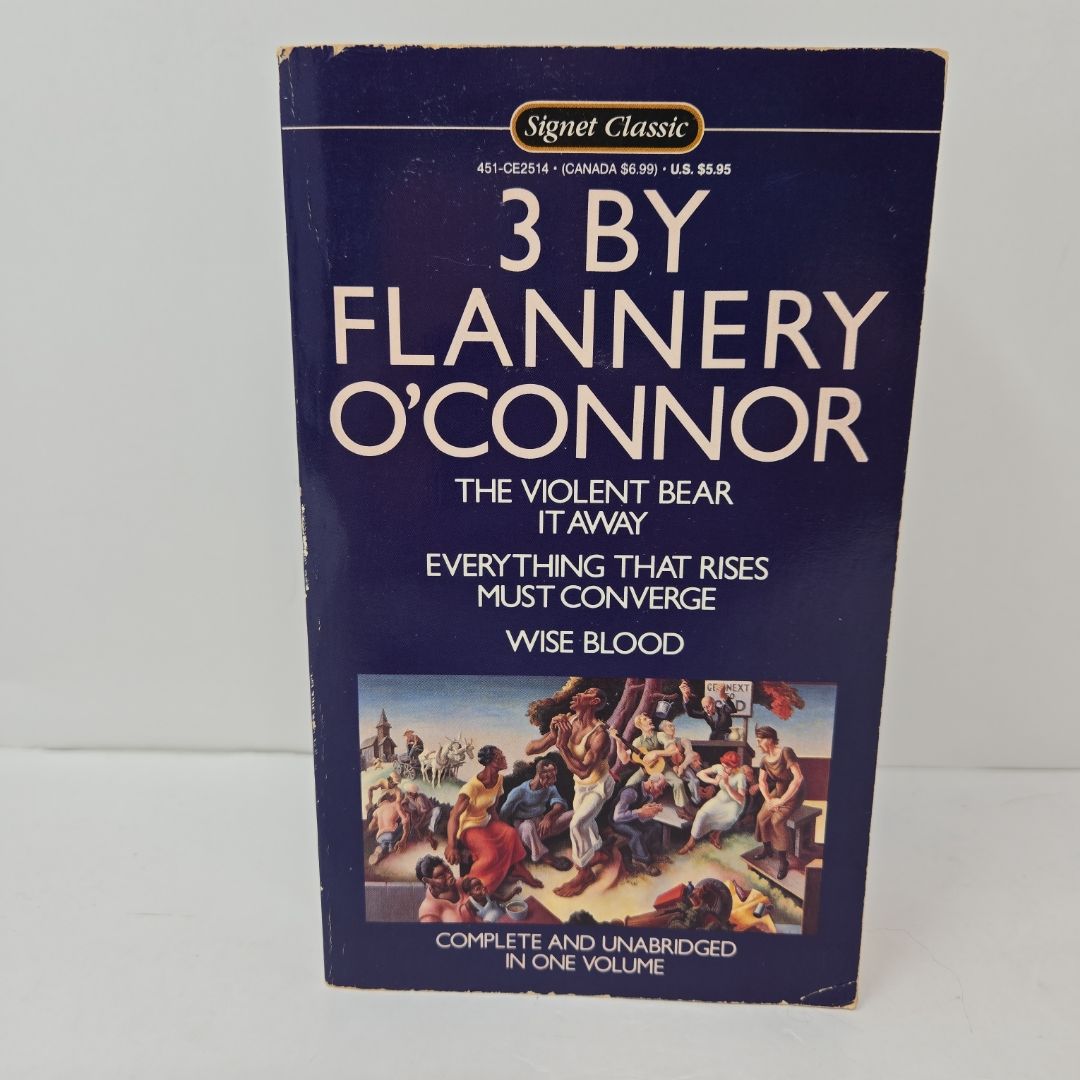 Signet Classic
451-CE2514 • (CANADA $6.99) • U.S. $5.95
3 BY
FLANNERY
O'CONNOR
THE VIOLENT BEAR
IT AWAY
EVERYTHING THAT RISES
MUST CONVERGE
WISE BLOOD
NEXT
COMPLETE AND UNABRIDGED
IN ONE VOLUME